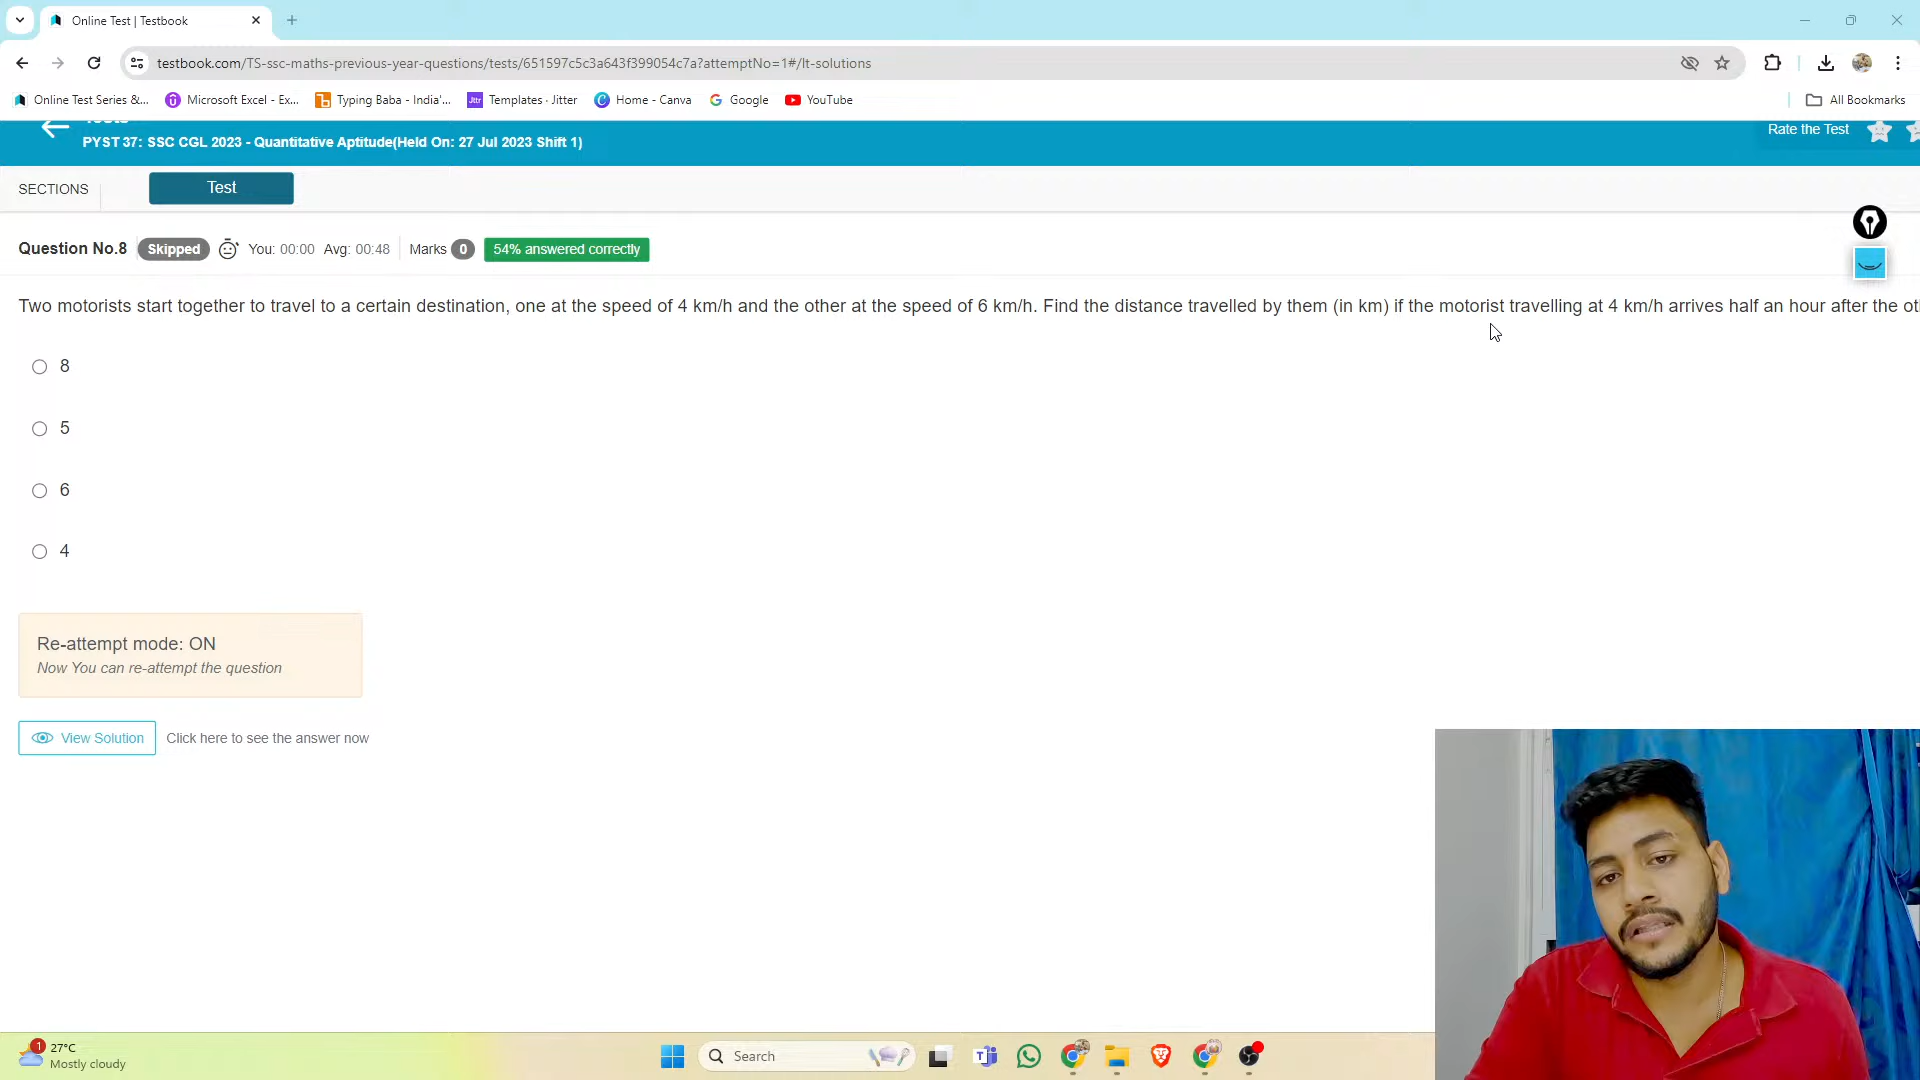 Online Test | Testbook
testbook.com/TS-ssc-maths-previous-year-questions/tests/651597c5c3a643f399054c7a?attemptNo=1#/lt-solutions
Online Test Series &... Microsoft Excel - Ex... Typing Baba - India'... Jitr Templates · Jitter Home - Canva Google YouTube All Bookmarks
Tests
PYST 37: SSC CGL 2023 - Quantitative Aptitude(Held On: 27 Jul 2023 Shift 1) Rate the Test
SECTIONS Test
Question No.8 Skipped You: 00:00 Avg: 00:48 Marks 0 54% answered correctly
Two motorists start together to travel to a certain destination, one at the speed of 4 km/h and the other at the speed of 6 km/h. Find the distance travelled by them (in km) if the motorist travelling at 4 km/h arrives half an hour after the ot
8
5
6
4
Re-attempt mode: ON
Now You can re-attempt the question
View Solution Click here to see the answer now
1 27°C
Mostly cloudy
Search